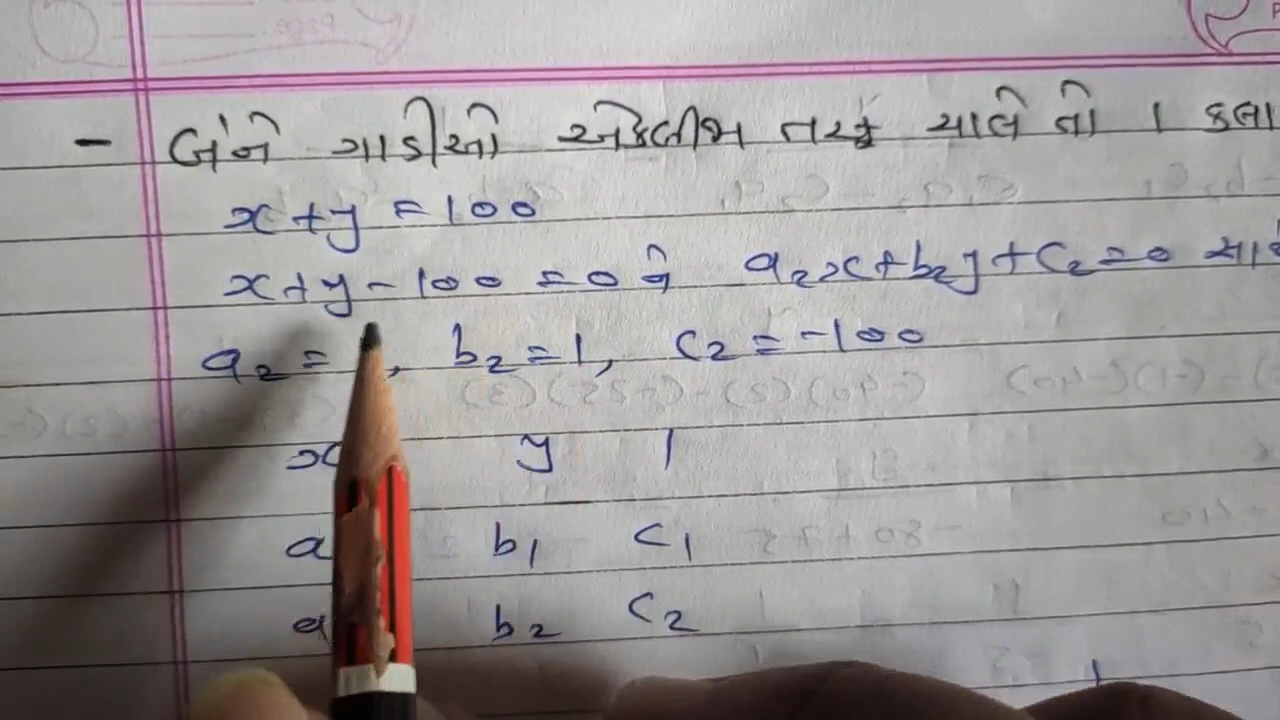 - બંને ગાડીઓ એકબીજા તરફ ચાલે તો 1 કલા
x+y=100
x+y-100=0 ને a₂x+b₂y+c₂=0 સા
a₂= , b₂=1, c₂=-100
x y 1
a b₁ c₁
a b₂ c₂